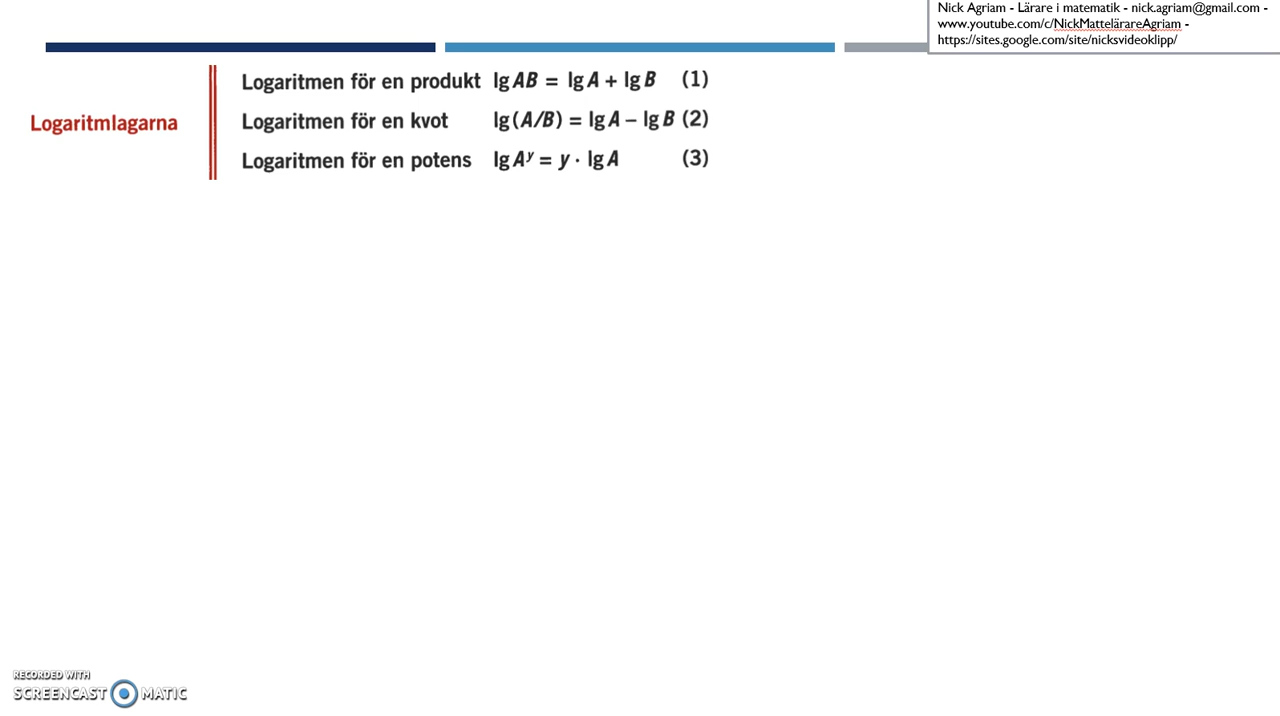 Nick Agriam - Lärare i matematik - nick.agriam@gmail.com -
www.youtube.com/c/NickMattelärareAgriam -
https://sites.google.com/site/nicksvideoklipp/
Logaritmlagarna
Logaritmen för en produkt lg AB = lg A + lg B (1)
Logaritmen för en kvot lg (A/B) = lg A – lg B (2)
Logaritmen för en potens lg Aʸ = y · lg A (3)
RECORDED WITH
SCREENCAST MATIC